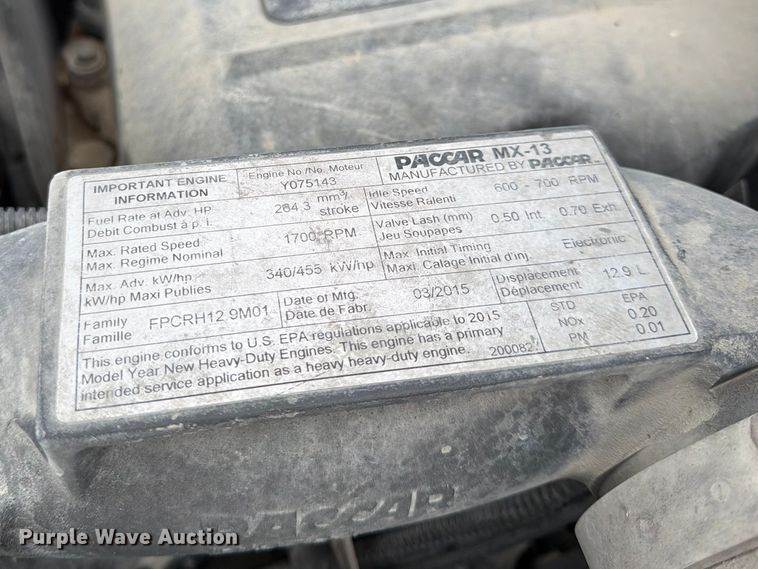 IMPORTANT ENGINE
INFORMATION
Engine No/No. Moteur
Y075143
PACCAR MX-13
MANUFACTURED BY PACCAR
Fuel Rate at Adv. HP
Debit Combust à p. i.
264.3 mm³/
stroke
Idle Speed
Vitesse Ralenti
600 - 700 RPM
Max. Rated Speed
Max. Regime Nominal
1700 RPM
Valve Lash (mm)
Jeu Soupapes
0.50 Int. 0.70 Exh.
Max. Adv. kW/hp
kW/hp Maxi Publies
340/455 kW/hp
Max. Initial Timing
Maxi. Calage Initial d'inj.
Electronic
Family
Famille
FPCRH12.9M01
Date of Mfg:
Date de Fabr.
03/2015
Displacement
Déplacement
12.9 L
This engine conforms to U.S. EPA regulations applicable to 2015
Model Year New Heavy-Duty Engines. This engine has a primary
intended service application as a heavy heavy-duty engine.
STD EPA
NOx 0.20
PM 0.01
PACCAR
Purple Wave Auction